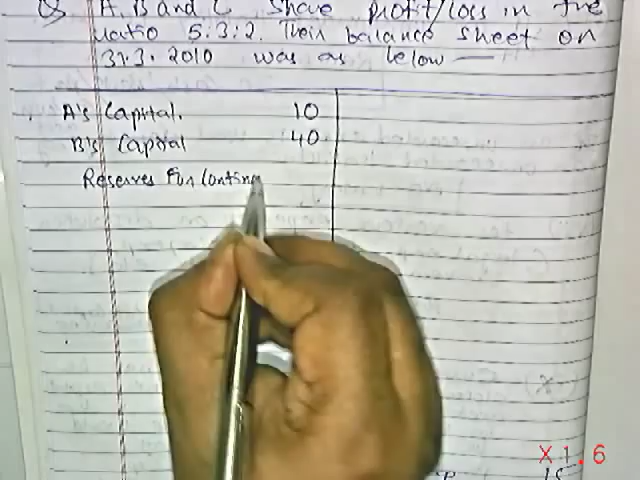 Q A, B and C Share profit/loss in the
ratio 5:3:2. Their balance sheet on
31.3.2010 was as below —
A's Capital. 10
B's Capital 40
Reserves For Contin
X1.6